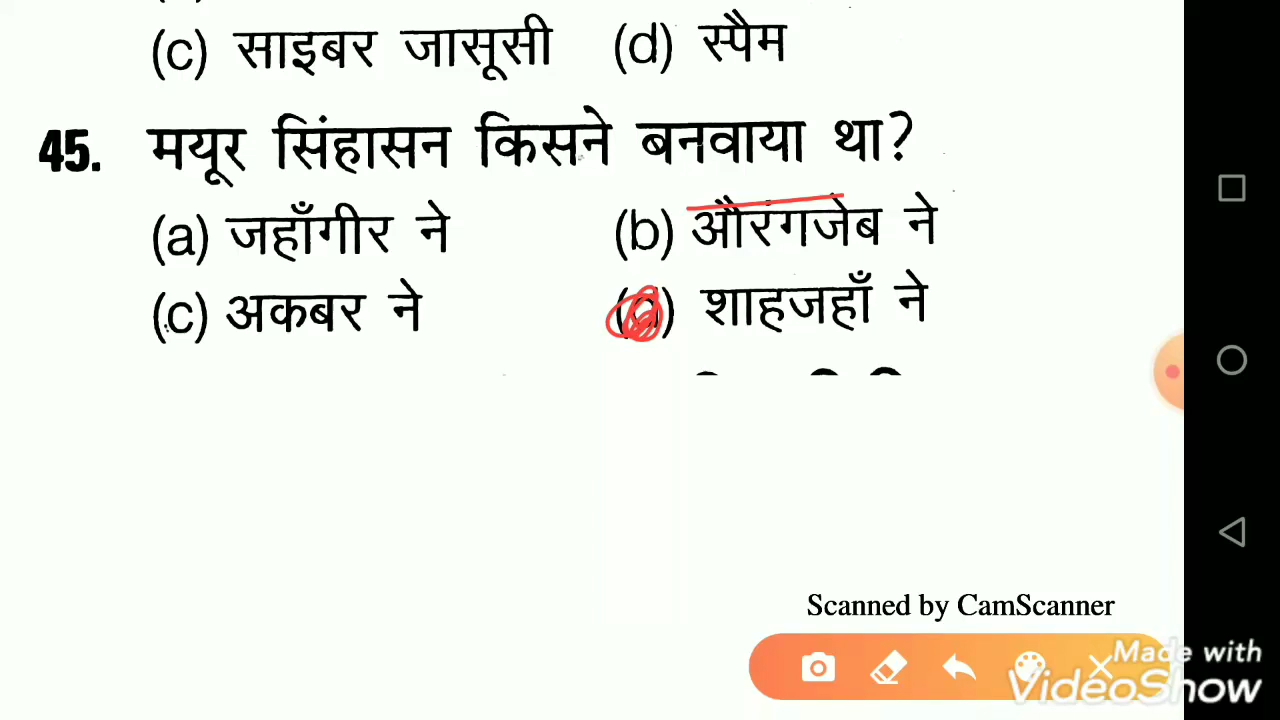 (c) साइबर जासूसी (d) स्पैम
45. मयूर सिंहासन किसने बनवाया था?
(a) जहाँगीर ने (b) औरंगजेब ने
(c) अकबर ने (d) शाहजहाँ ने
Scanned by CamScanner
Made with
VideoShow